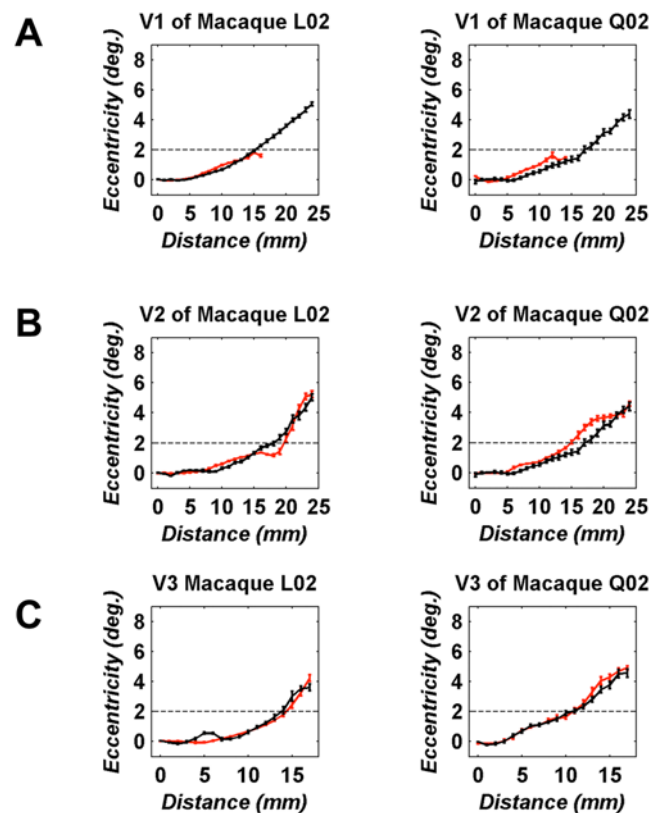 A
V1 of Macaque L02
Eccentricity (deg.)
8
6
4
2
0
0 5 10 15 20 25
Distance (mm)
V1 of Macaque Q02
Eccentricity (deg.)
8
6
4
2
0
0 5 10 15 20 25
Distance (mm)
B
V2 of Macaque L02
Eccentricity (deg.)
8
6
4
2
0
0 5 10 15 20 25
Distance (mm)
V2 of Macaque Q02
Eccentricity (deg.)
8
6
4
2
0
0 5 10 15 20 25
Distance (mm)
C
V3 Macaque L02
Eccentricity (deg.)
8
6
4
2
0
0 5 10 15
Distance (mm)
V3 of Macaque Q02
Eccentricity (deg.)
8
6
4
2
0
0 5 10 15
Distance (mm)